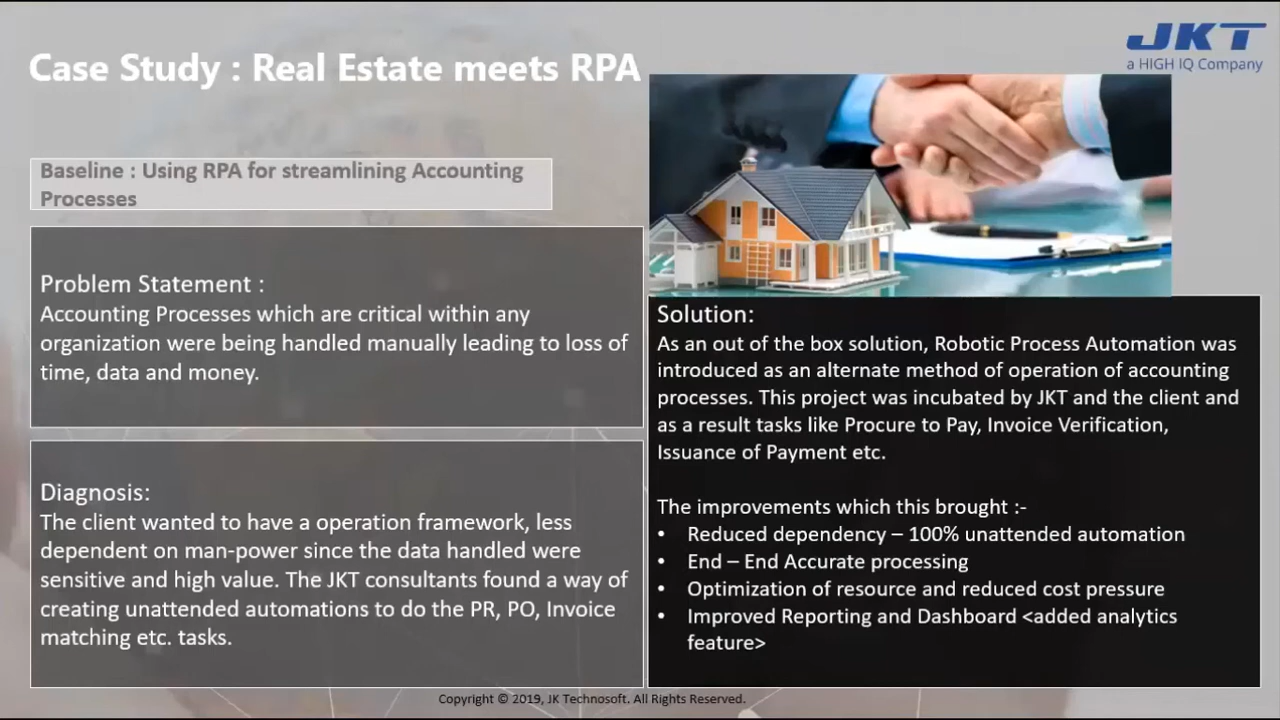 Case Study : Real Estate meets RPA
JKT
a HIGH IQ Company
Baseline : Using RPA for streamlining Accounting
Processes
Problem Statement :
Accounting Processes which are critical within any
organization were being handled manually leading to loss of
time, data and money.
Diagnosis:
The client wanted to have a operation framework, less
dependent on man-power since the data handled were
sensitive and high value. The JKT consultants found a way of
creating unattended automations to do the PR, PO, Invoice
matching etc. tasks.
Solution:
As an out of the box solution, Robotic Process Automation was
introduced as an alternate method of operation of accounting
processes. This project was incubated by JKT and the client and
as a result tasks like Procure to Pay, Invoice Verification,
Issuance of Payment etc.
The improvements which this brought :-
• Reduced dependency – 100% unattended automation
• End – End Accurate processing
• Optimization of resource and reduced cost pressure
• Improved Reporting and Dashboard <added analytics
feature>
Copyright © 2019, JK Technosoft. All Rights Reserved.